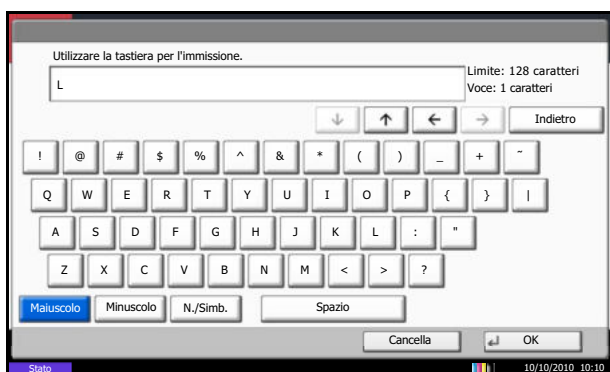 Utilizzare la tastiera per l'immissione.
L
Limite: 128 caratteri
Voce: 1 caratteri
Indietro
! @ # $ % ^ & * ( ) _ + ~
Q W E R T Y U I O P { } |
A S D F G H J K L : "
Z X C V B N M < > ?
Maiuscolo Minuscolo N./Simb. Spazio
Cancella OK
Stato 10/10/2010 10:10